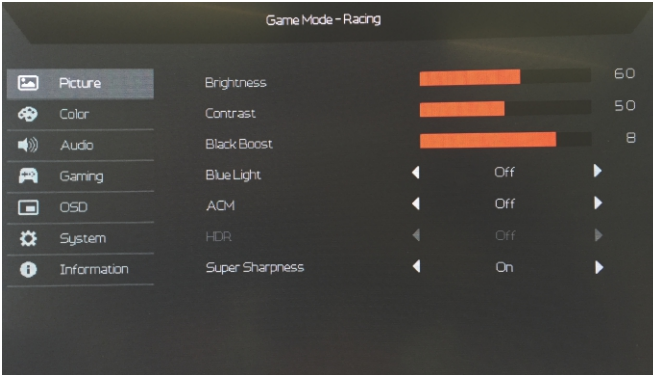 Game Mode - Racing
Picture Brightness 60
Color Contrast 50
Audio Black Boost 8
Gaming Blue Light Off
OSD ACM Off
System HDR Off
Information Super Sharpness On